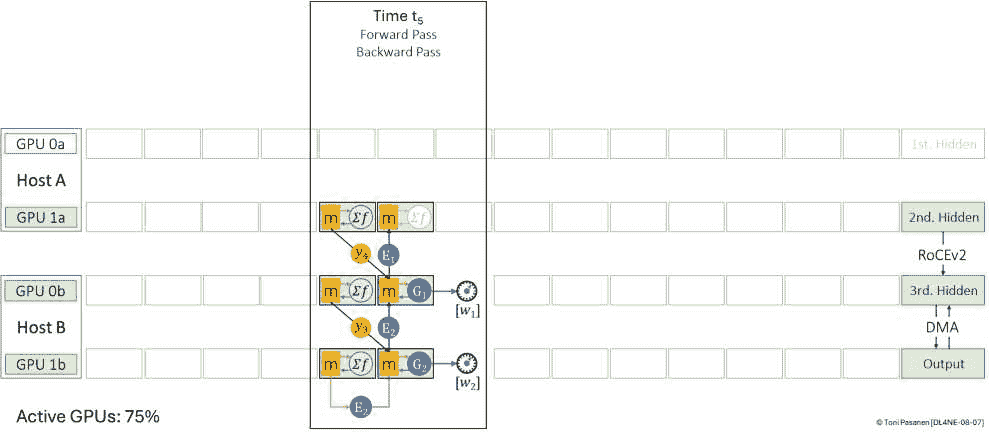 Time t₅
Forward Pass
Backward Pass
GPU 0a
1st. Hidden
Host A
GPU 1a
m Σf m Σf
2nd. Hidden
y₄ E₁
RoCEv2
GPU 0b
m Σf m G₁
3rd. Hidden
[w₁]
Host B
y₃ E₂
DMA
GPU 1b
m Σf m G₂
Output
[w₂]
E₂
Active GPUs: 75%
© Toni Pasanen [DL4NE-08-07]